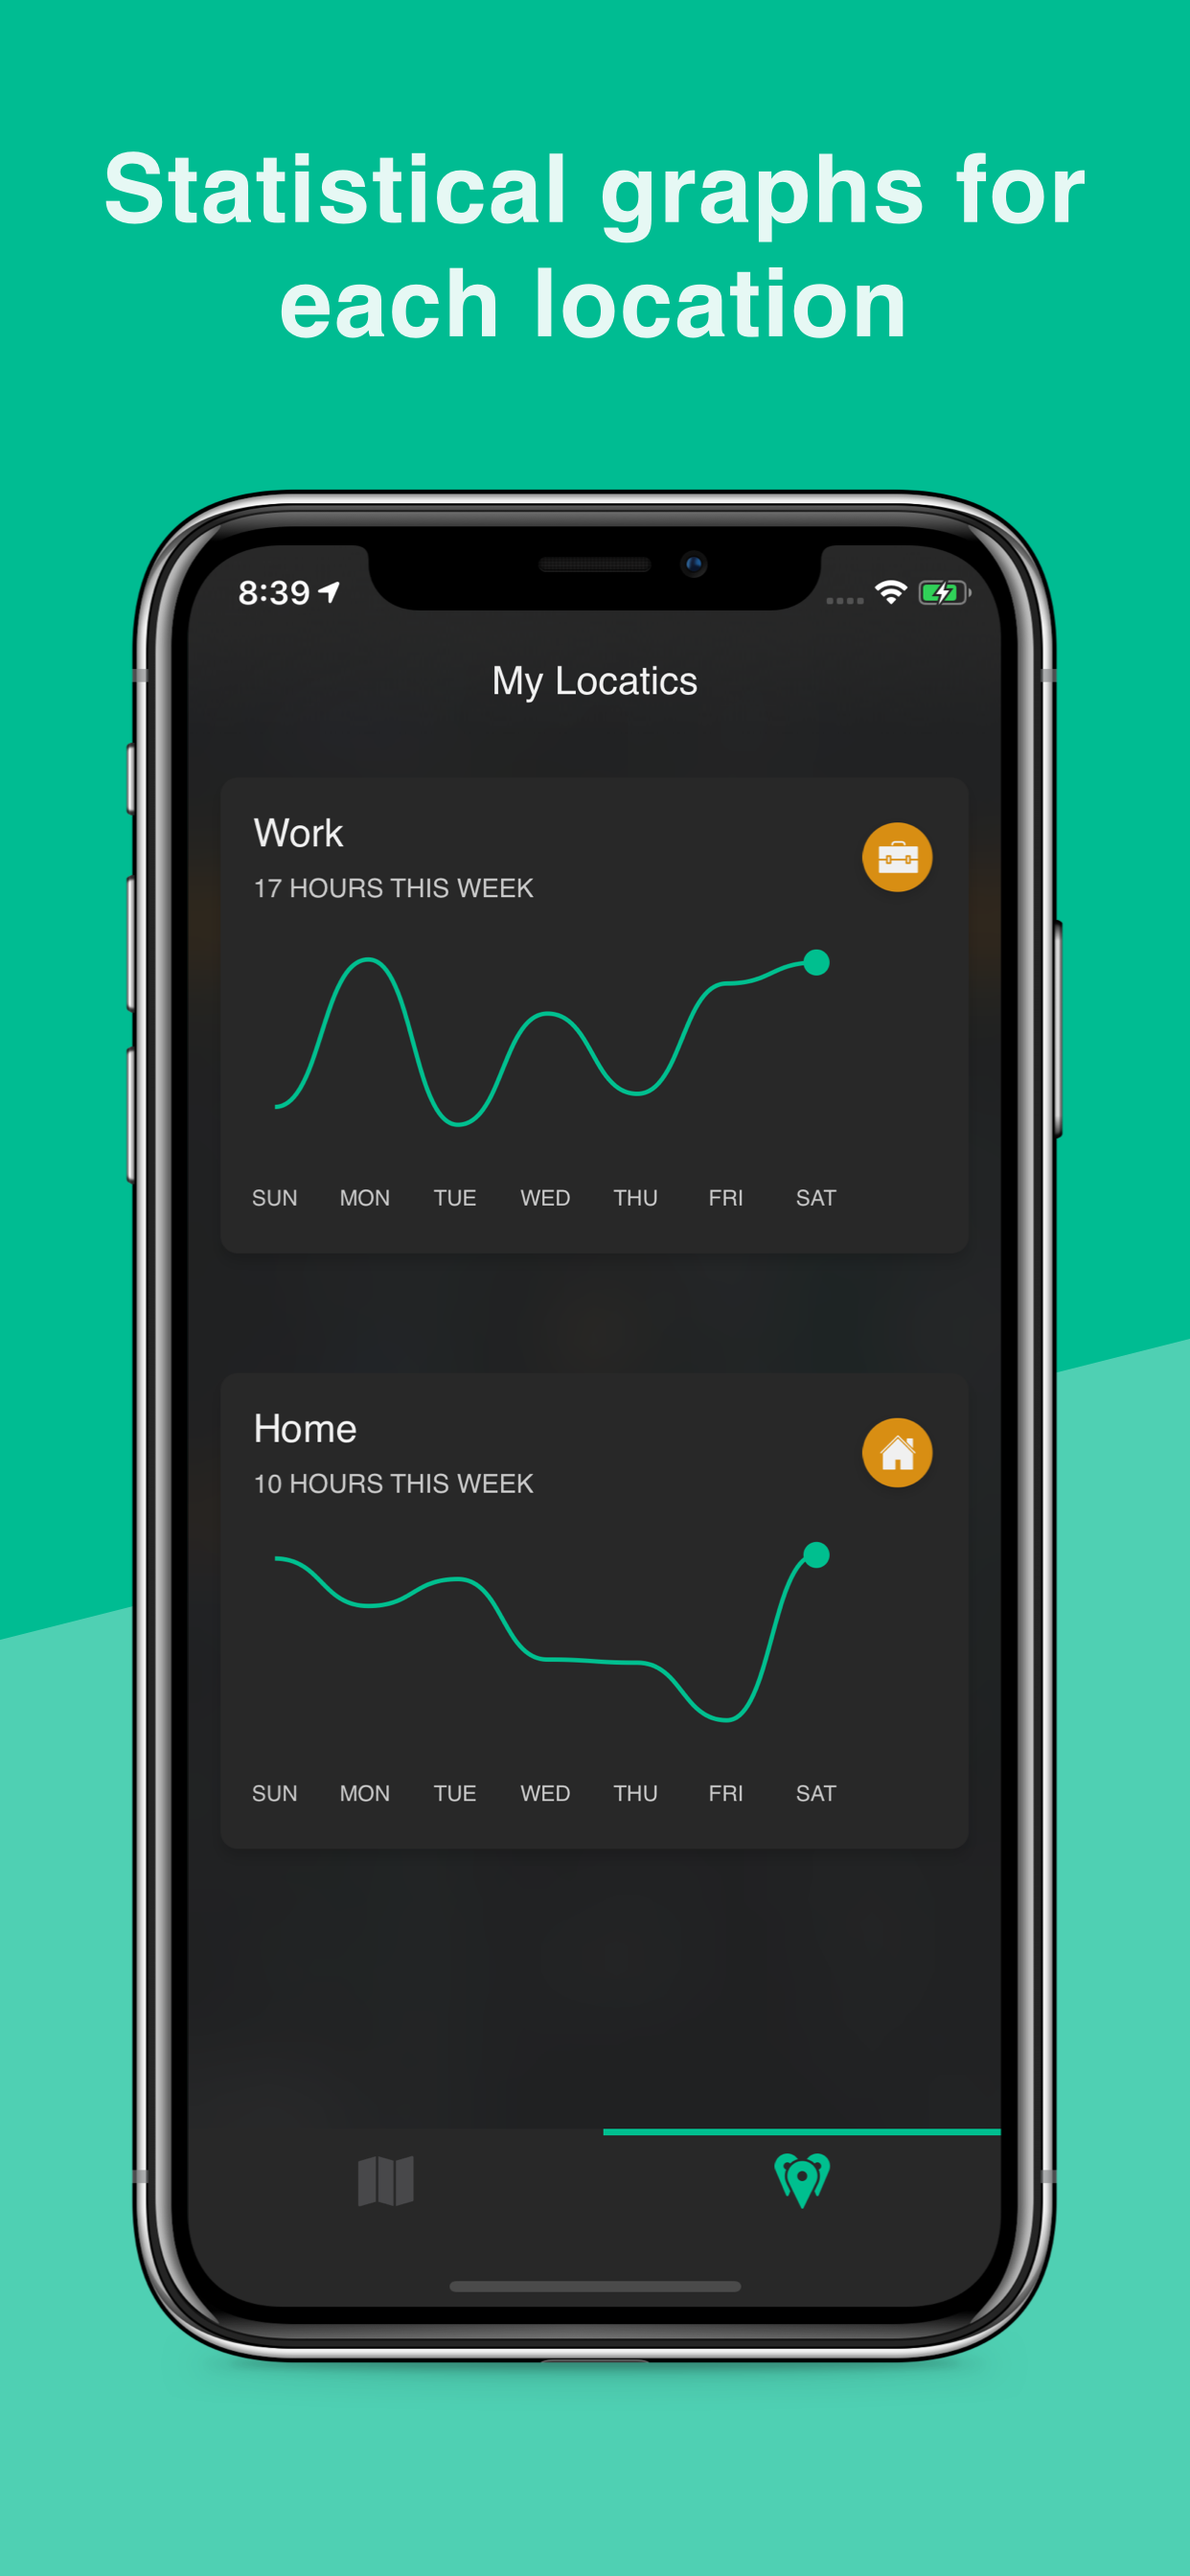 Statistical graphs for
each location
8:39
My Locatics
Work
17 HOURS THIS WEEK
SUN MON TUE WED THU FRI SAT
Home
10 HOURS THIS WEEK
SUN MON TUE WED THU FRI SAT